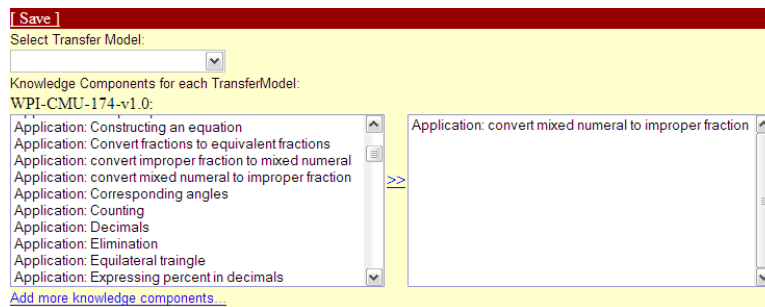 [ Save ]
Select Transfer Model:
Knowledge Components for each TransferModel:
WPI-CMU-174-v1.0:
Application: Constructing an equation
Application: Convert fractions to equivalent fractions
Application: convert improper fraction to mixed numeral
Application: convert mixed numeral to improper fraction
Application: Corresponding angles
Application: Counting
Application: Decimals
Application: Elimination
Application: Equilateral traingle
Application: Expressing percent in decimals
>>
Application: convert mixed numeral to improper fraction
Add more knowledge components...